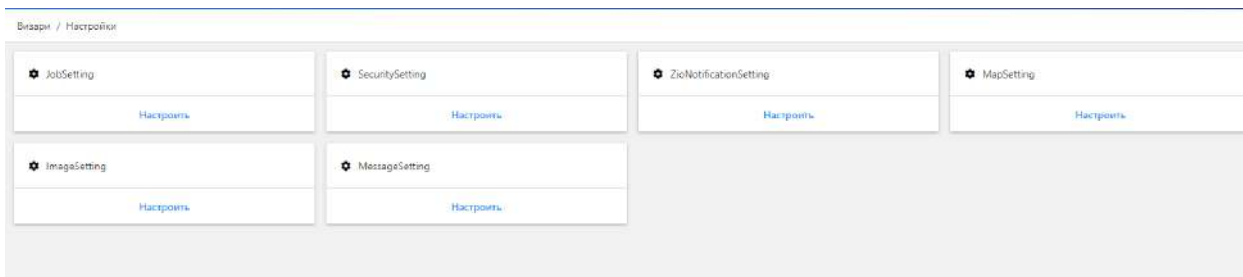 Визари / Настройки
JobSetting
SecuritySetting
ZioNotificationSetting
MapSetting
Настроить
Настроить
Настроить
Настроить
ImageSetting
MessageSetting
Настроить
Настроить